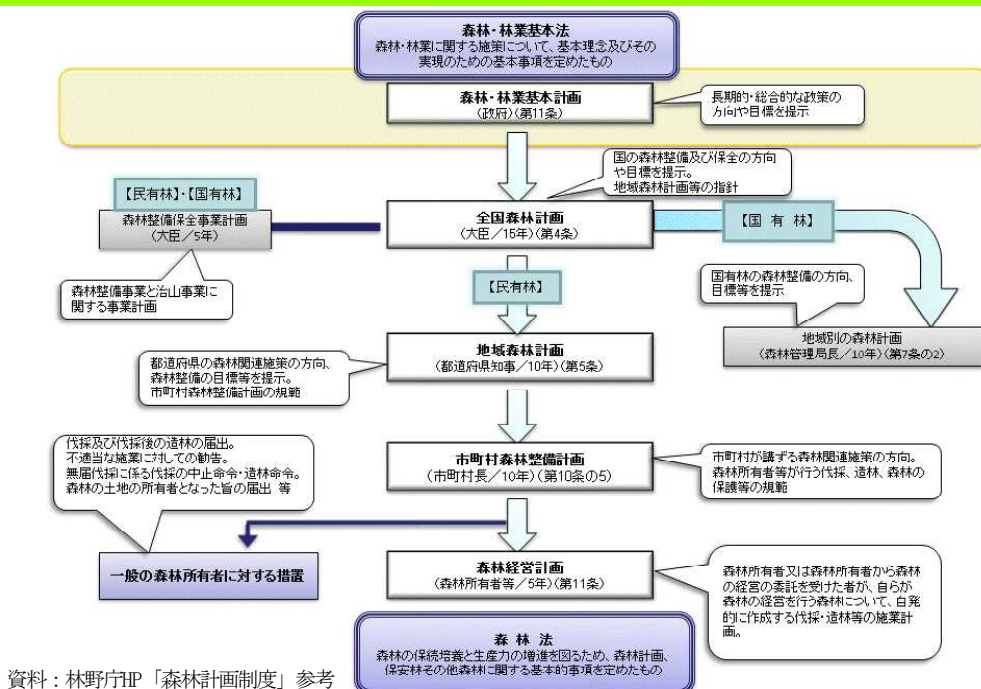 森林・林業基本法
森林・林業に関する施策について、基本理念及びその
実現のための基本事項を定めたもの
森林・林業基本計画
(政府)(第11条)
長期的・総合的な政策の
方向や目標を提示
国の森林整備及び保全の方向
や目標を提示。
地域森林計画等の指針
【民有林】・【国有林】
森林整備保全事業計画
(大臣／5年)
全国森林計画
(大臣／15年)(第4条)
【国 有 林】
森林整備事業と治山事業に
関する事業計画
【民有林】
国有林の森林整備の方向、
目標等を提示
地域別の森林計画
(森林管理局長／10年)(第7条の2)
都道府県の森林関連施策の方向、
森林整備の目標等を提示。
市町村森林整備計画の規範
地域森林計画
(都道府県知事／10年)(第5条)
伐採及び伐採後の造林の届出。
不適当な施業に対しての勧告。
無届伐採に係る伐採の中止命令・造林命令。
森林の土地の所有者となった旨の届出 等
市町村森林整備計画
(市町村長／10年)(第10条の5)
市町村が講ずる森林関連施策の方向。
森林所有者等が行う伐採、造林、森林の
保護等の規範
一般の森林所有者に対する措置
森林経営計画
(森林所有者等／5年)(第11条)
森林所有者又は森林所有者から森林
の経営の委託を受けた者が、自らが
森林の経営を行う森林について、自発
的に作成する伐採・造林等の施業計
画。
森 林 法
森林の保続培養と生産力の増進を図るため、森林計画、
保安林その他森林に関する基本的事項を定めたもの
資料：林野庁HP「森林計画制度」参考